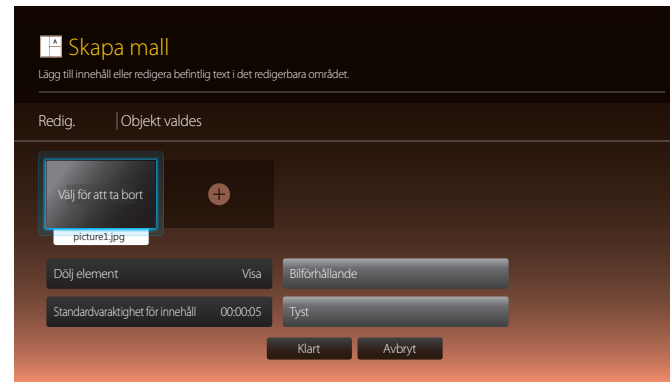 A
Skapa mall
Lägg till innehåll eller redigera befintlig text i det redigerbara området.
Redig. Objekt valdes
Välj för att ta bort
picture1.jpg
Dölj element Visa Bilförhållande
Standardvaraktighet för innehåll 00:00:05 Tyst
Klart Avbryt